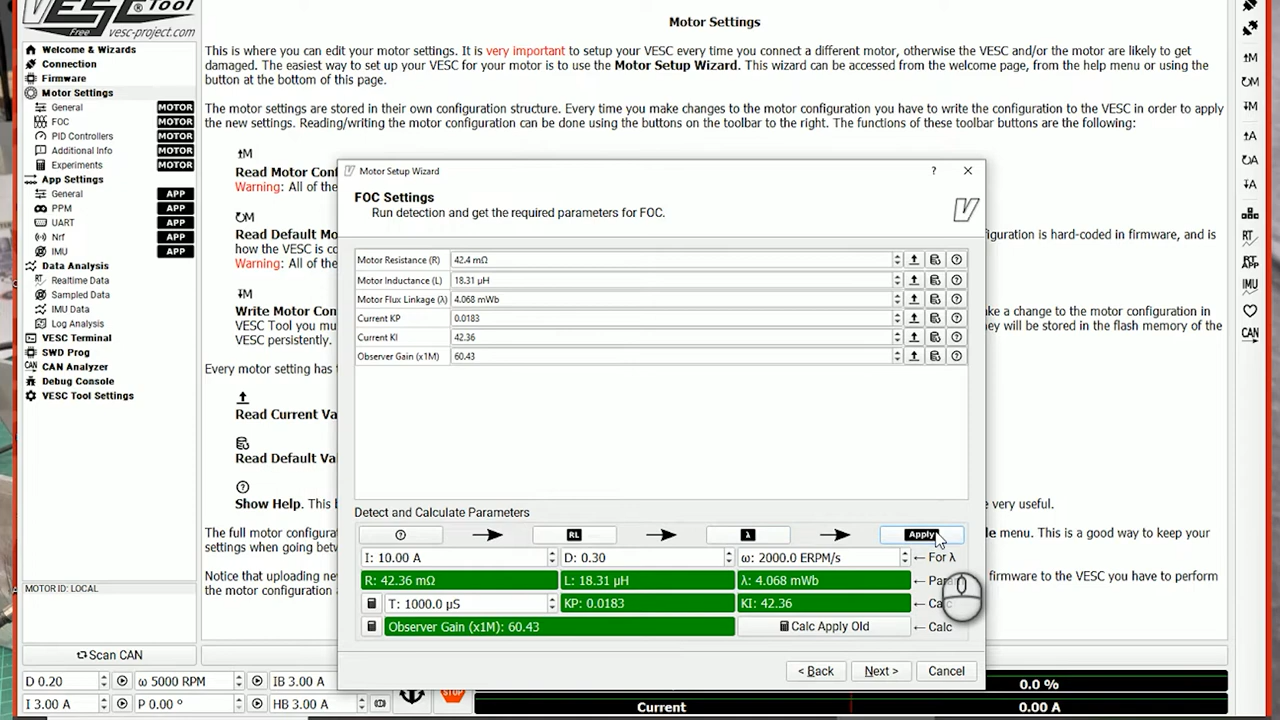 VESC Tool
Free vesc-project.com
Motor Settings
Welcome & Wizards
Connection
Firmware
Motor Settings
General MOTOR
FOC MOTOR
PID Controllers MOTOR
Additional Info MOTOR
Experiments MOTOR
App Settings
General APP
PPM APP
UART APP
Nrf APP
IMU APP
Data Analysis
Realtime Data
Sampled Data
IMU Data
Log Analysis
VESC Terminal
SWD Prog
CAN Analyzer
Debug Console
VESC Tool Settings
MOTOR ID: LOCAL
Scan CAN
This is where you can edit your motor settings. It is very important to setup your VESC every time you connect a different motor, otherwise the VESC and/or the motor are likely to get
damaged. The easiest way to set up your VESC for your motor is to use the Motor Setup Wizard. This wizard can be accessed from the welcome page, from the help menu or using the
button at the bottom of this page.
The motor settings are stored in their own configuration structure. Every time you make changes to the motor configuration you have to write the configuration to the VESC in order to apply
the new settings. Reading/writing the motor configuration can be done using the buttons on the toolbar to the right. The functions of these toolbar buttons are the following:
↑M
Read Motor Con
Warning: All of the
↻M
Read Default Mo
how the VESC is co figuration is hard-coded in firmware, and is
Warning: All of the
↓M
Write Motor Con ke a change to the motor configuration in
VESC Tool you mu ey will be stored in the flash memory of the
VESC persistently.
Every motor setting has
Read Current Va
Read Default Va
Show Help. This b e very useful.
The full motor configura le menu. This is a good way to keep your
settings when going betw
Notice that uploading ne firmware to the VESC you have to perform
the motor configuration a
Motor Setup Wizard ? ×
FOC Settings
Run detection and get the required parameters for FOC.
Motor Resistance (R) 42.4 mΩ
Motor Inductance (L) 18.31 µH
Motor Flux Linkage (λ) 4.068 mWb
Current KP 0.0183
Current KI 42.36
Observer Gain (x1M) 60.43
Detect and Calculate Parameters
? RL λ Apply
I: 10.00 A D: 0.30 ω: 2000.0 ERPM/s ← For λ
R: 42.36 mΩ L: 18.31 µH λ: 4.068 mWb ← Par
T: 1000.0 µS KP: 0.0183 KI: 42.36 ← Calc
Observer Gain (x1M): 60.43 Calc Apply Old ← Calc
< Back Next > Cancel
↑M
↻M
↓M
↑A
↻A
↓A
RT
RT
APP
IMU
CAN
D 0.20 ω 5000 RPM IB 3.00 A 0.0 %
I 3.00 A P 0.00 ° HB 3.00 A STOP Current 0.00 A